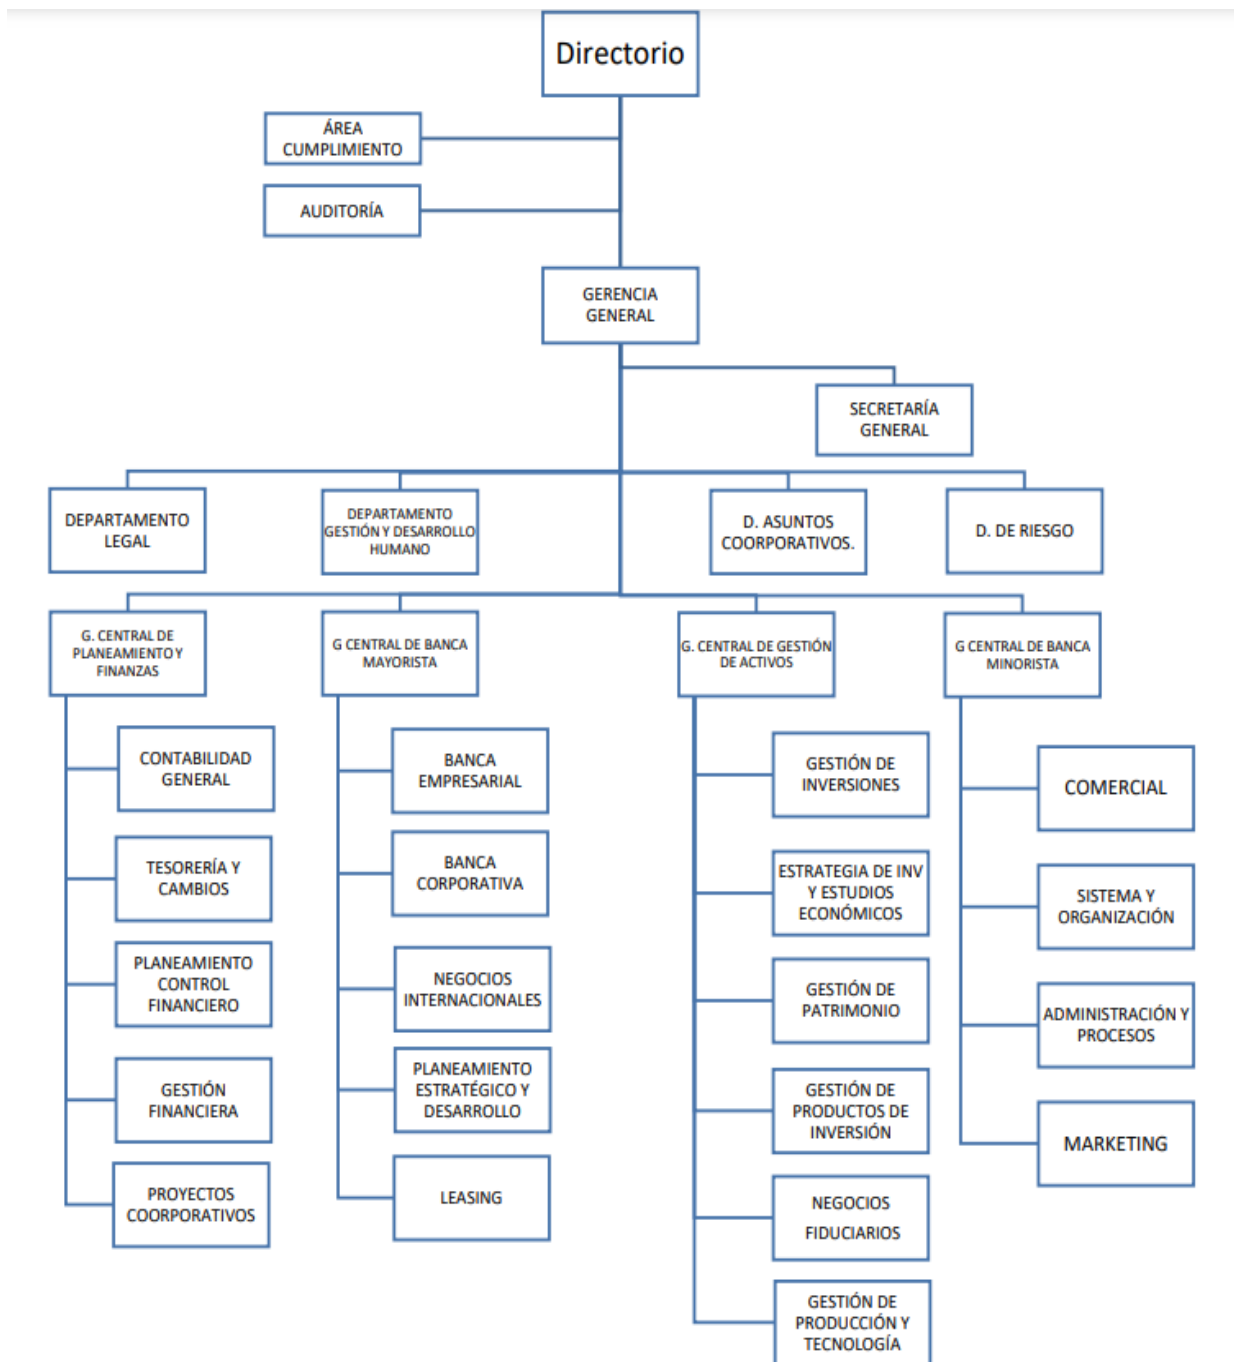 Directorio
ÁREA
CUMPLIMIENTO
AUDITORÍA
GERENCIA
GENERAL
SECRETARÍA
GENERAL
DEPARTAMENTO
LEGAL
DEPARTAMENTO
GESTIÓN Y DESARROLLO
HUMANO
D. ASUNTOS
COORPORATIVOS.
D. DE RIESGO
G. CENTRAL DE
PLANEAMIENTO Y
FINANZAS
G CENTRAL DE BANCA
MAYORISTA
G. CENTRAL DE GESTIÓN
DE ACTIVOS
G CENTRAL DE BANCA
MINORISTA
CONTABILIDAD
GENERAL
TESORERÍA Y
CAMBIOS
PLANEAMIENTO
CONTROL
FINANCIERO
GESTIÓN
FINANCIERA
PROYECTOS
COORPORATIVOS
BANCA
EMPRESARIAL
BANCA
CORPORATIVA
NEGOCIOS
INTERNACIONALES
PLANEAMIENTO
ESTRATÉGICO Y
DESARROLLO
LEASING
GESTIÓN DE
INVERSIONES
ESTRATEGIA DE INV
Y ESTUDIOS
ECONÓMICOS
GESTIÓN DE
PATRIMONIO
GESTIÓN DE
PRODUCTOS DE
INVERSIÓN
NEGOCIOS
FIDUCIARIOS
GESTIÓN DE
PRODUCCIÓN Y
TECNOLOGÍA
COMERCIAL
SISTEMA Y
ORGANIZACIÓN
ADMINISTRACIÓN Y
PROCESOS
MARKETING